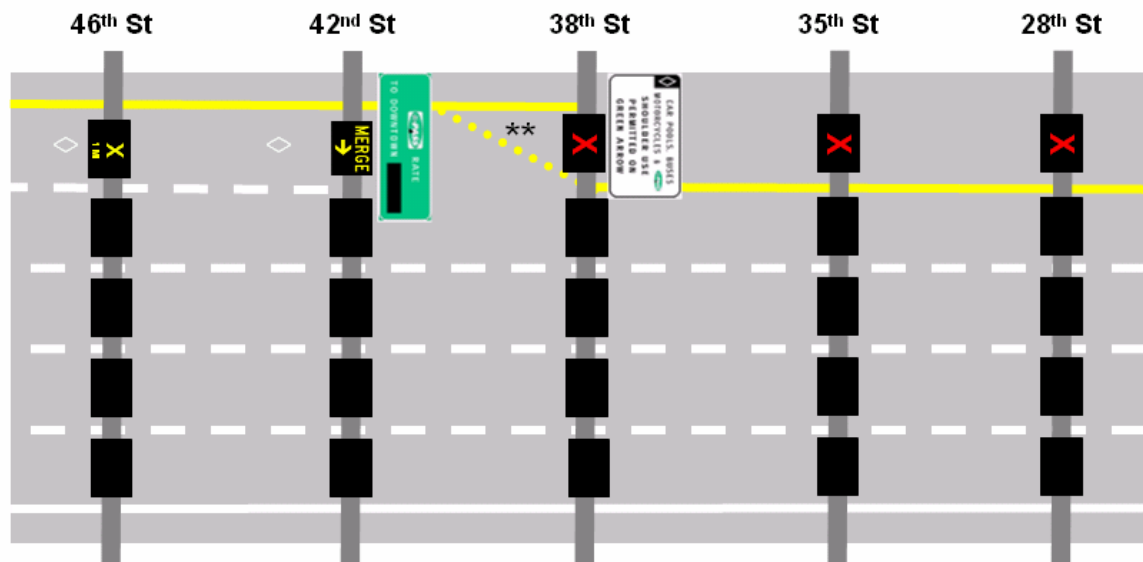 46th St
42nd St
38th St
35th St
28th St
X
1 MI
MERGE
TO DOWNTOWN
RATE
**
X
CAR POOLS, BUSES
MOTORCYCLES &
SHOULDER USE
PERMITTED ON
GREEN ARROW
X
X